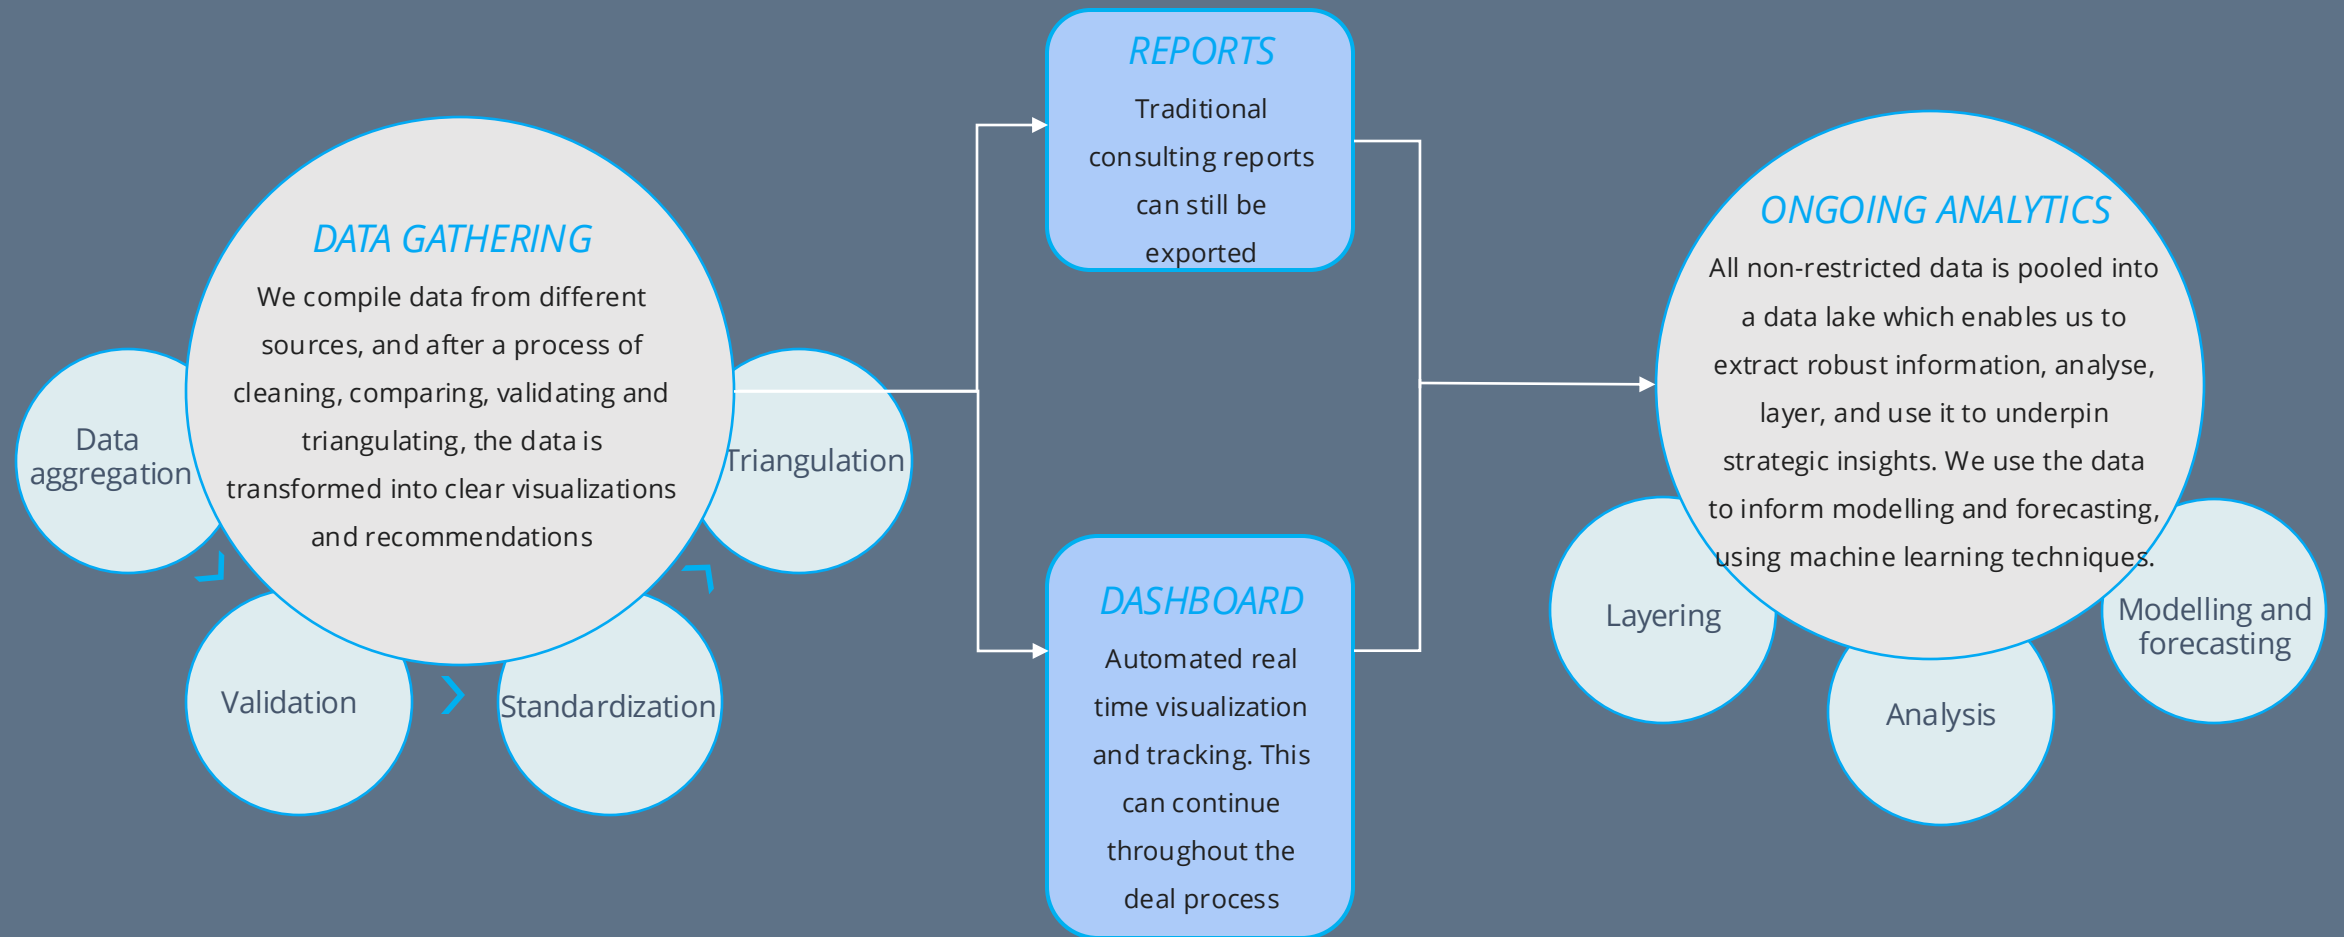 DATA GATHERING
We compile data from different
sources, and after a process of
cleaning, comparing, validating and
triangulating, the data is
transformed into clear visualizations
and recommendations
Data
aggregation
Validation
Standardization
Triangulation
REPORTS
Traditional
consulting reports
can still be
exported
DASHBOARD
Automated real
time visualization
and tracking. This
can continue
throughout the
deal process
ONGOING ANALYTICS
All non-restricted data is pooled into
a data lake which enables us to
extract robust information, analyse,
layer, and use it to underpin
strategic insights. We use the data
to inform modelling and forecasting,
using machine learning techniques.
Layering
Analysis
Modelling and
forecasting